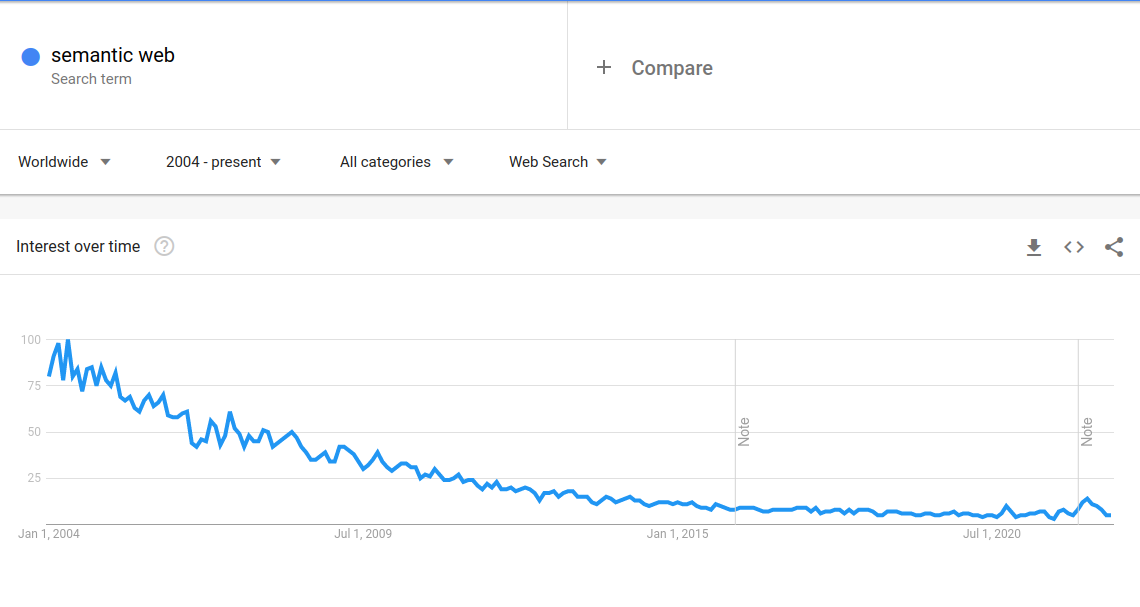 semantic web
Search term
+ Compare
Worldwide
2004 - present
All categories
Web Search
Interest over time ?
100
75
50
25
Note
Note
Jan 1, 2004
Jul 1, 2009
Jan 1, 2015
Jul 1, 2020